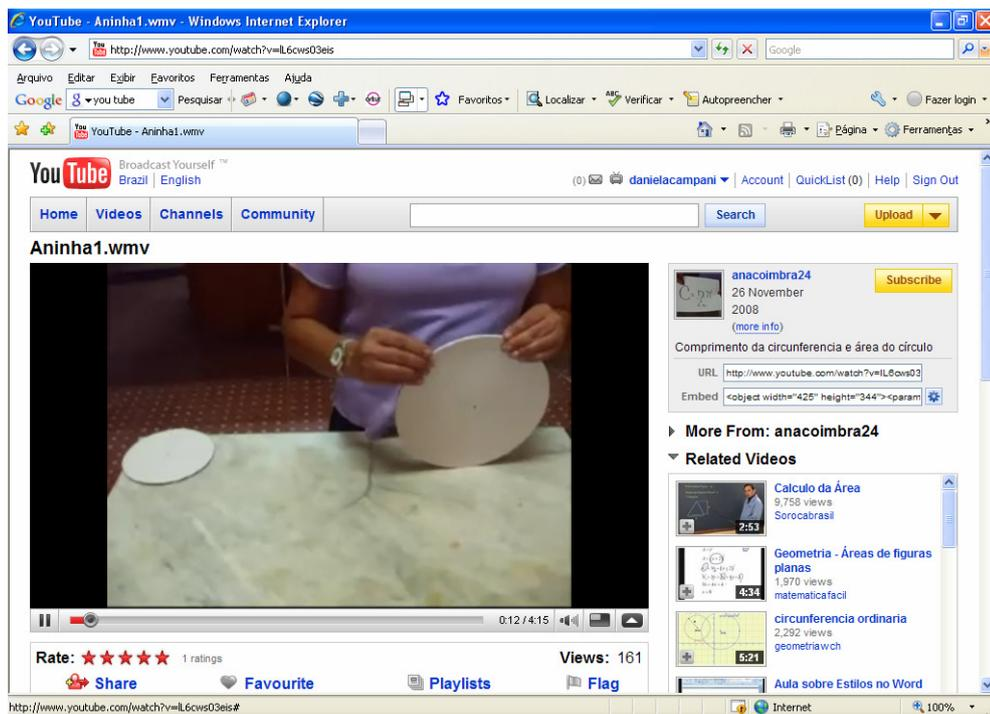 YouTube - Aninha1.wmv - Windows Internet Explorer
http://www.youtube.com/watch?v=lL6cws03eis
Google
Arquivo Editar Exibir Favoritos Ferramentas Ajuda
Google you tube Pesquisar Favoritos Localizar Verificar Autopreencher Fazer login
YouTube - Aninha1.wmv Página Ferramentas
YouTube Broadcast Yourself ™
Brazil | English
(0) danielacampani | Account | QuickList (0) | Help | Sign Out
Home Videos Channels Community Search Upload
Aninha1.wmv
anacoimbra24
26 November
2008
(more info)
Subscribe
Comprimento da circunferencia e área do círculo
URL http://www.youtube.com/watch?v=lL6cws03
Embed <object width="425" height="344"><param
More From: anacoimbra24
Related Videos
Calculo da Área
9,758 views
Sorocabrasil
2:53
Geometria - Áreas de figuras
planas
1,970 views
matematicafacil
4:34
circunferencia ordinaria
2,292 views
geometriawch
5:21
Aula sobre Estilos no Word
0:12 / 4:15
Rate: 1 ratings Views: 161
Share Favourite Playlists Flag
http://www.youtube.com/watch?v=lL6cws03eis# Internet 100%